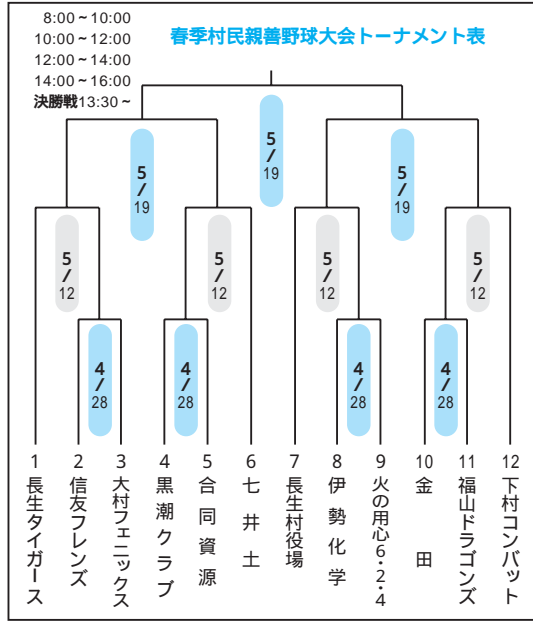 春季村民親善野球大会トーナメント表
8:00~10:00
10:00~12:00
12:00~14:00
14:00~16:00
決勝戦13:30~
5/19
5/19
5/19
5/12
5/12
5/12
5/12
4/28
4/28
4/28
4/28
1 長生タイガース
2 信友フレンズ
3 大村フェニックス
4 黒潮クラブ
5 合同資源
6 七井土
7 長生村役場
8 伊勢化学
9 火の用心6・2・4
10 金田
11 福山ドラゴンズ
12 下村コンバット